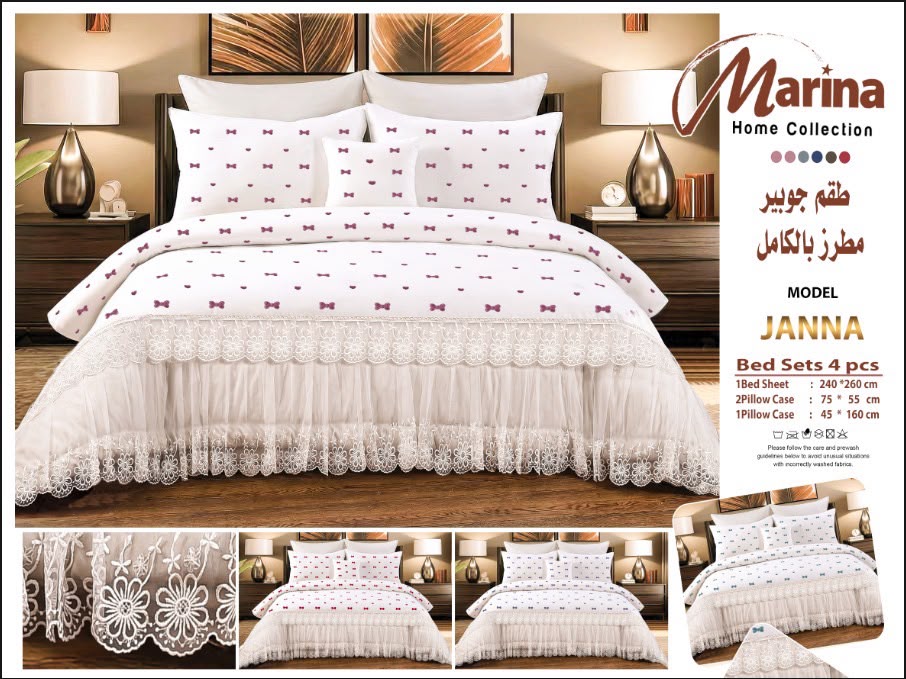 Marina
Home Collection
طقم جوبير
مطرز بالكامل
MODEL
JANNA
Bed Sets 4 pcs
1Bed Sheet : 240 *260 cm
2Pillow Case : 75 * 55 cm
1Pillow Case : 45 * 160 cm
Please follow the care and prewash
guidelines below to avoid unusual situations
with incorrectly washed fabrics.